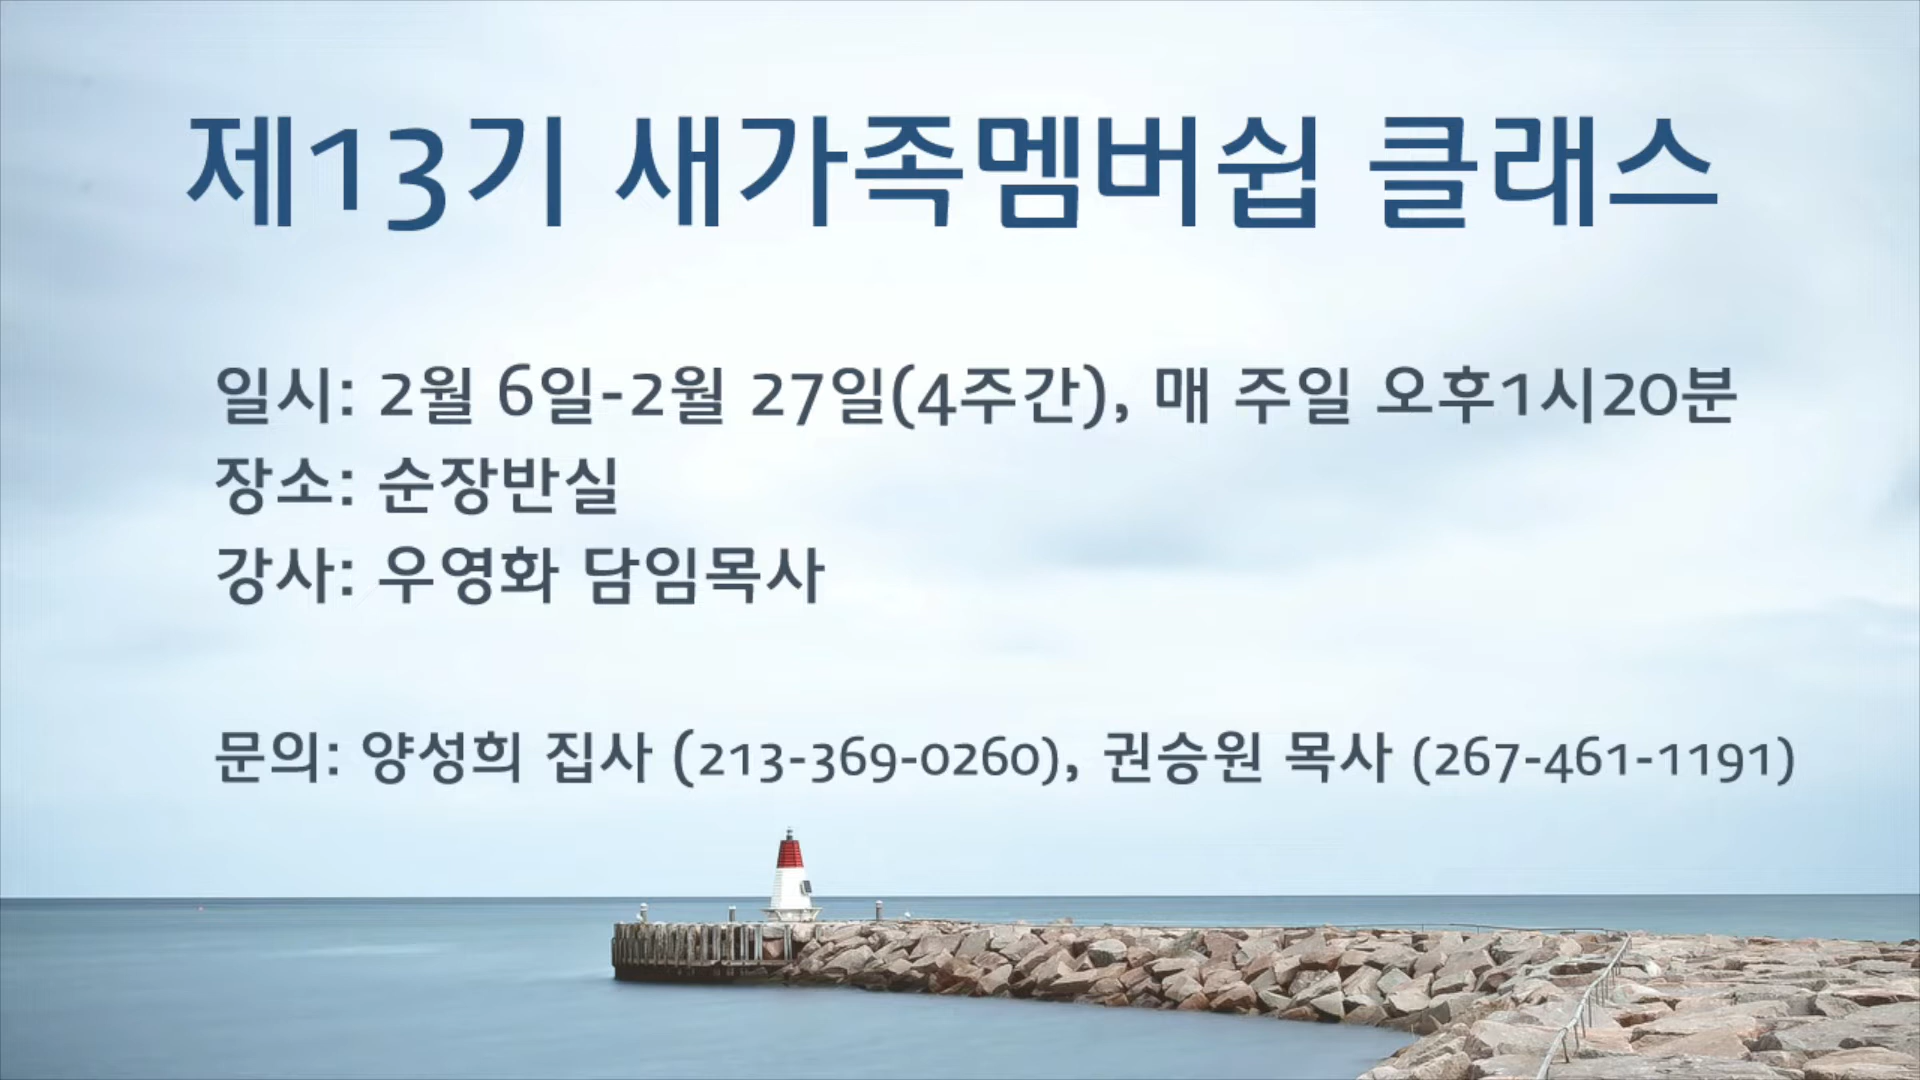 제13기 새가족멤버쉽 클래스
일시: 2월 6일-2월 27일(4주간), 매 주일 오후1시20분
장소: 순장반실
강사: 우영화 담임목사
문의: 양성희 집사 (213-369-0260), 권승원 목사 (267-461-1191)